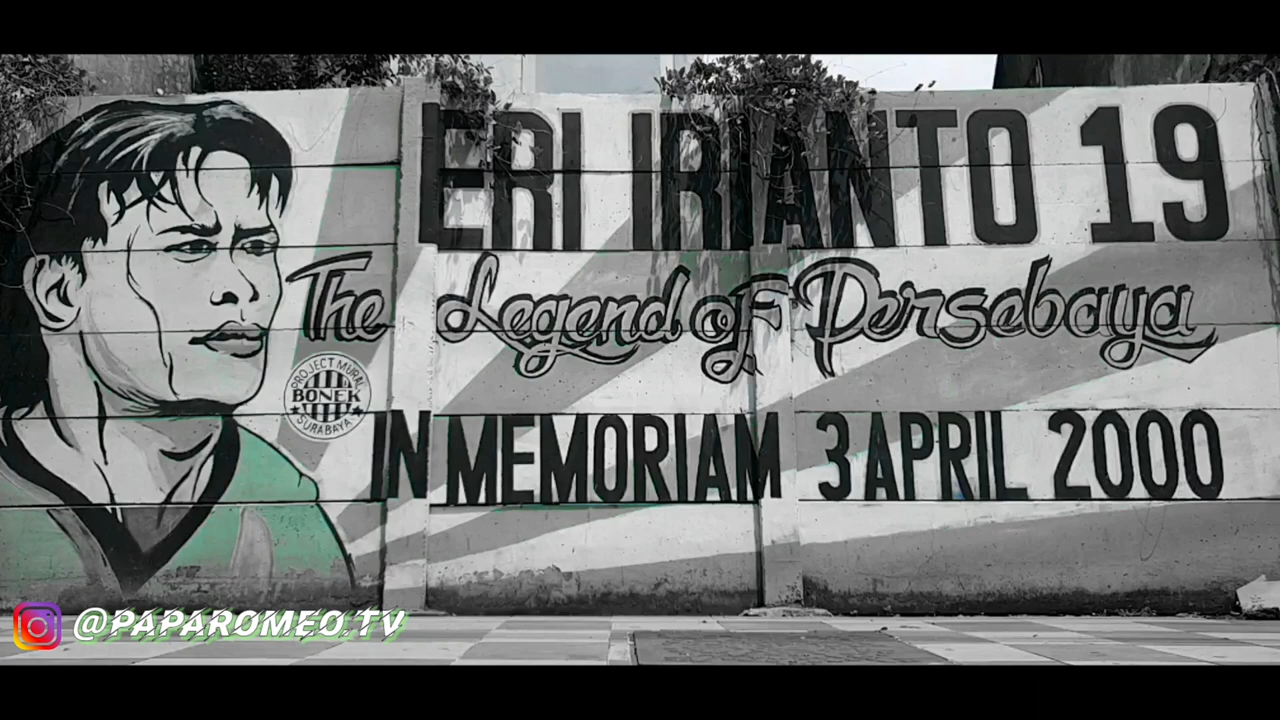 ERI IRIANTO 19
The Legend of Persebaya
PROJECT MURAL
BONEK
SURABAYA
IN MEMORIAM 3 APRIL 2000
@PAPAROMEO.TV